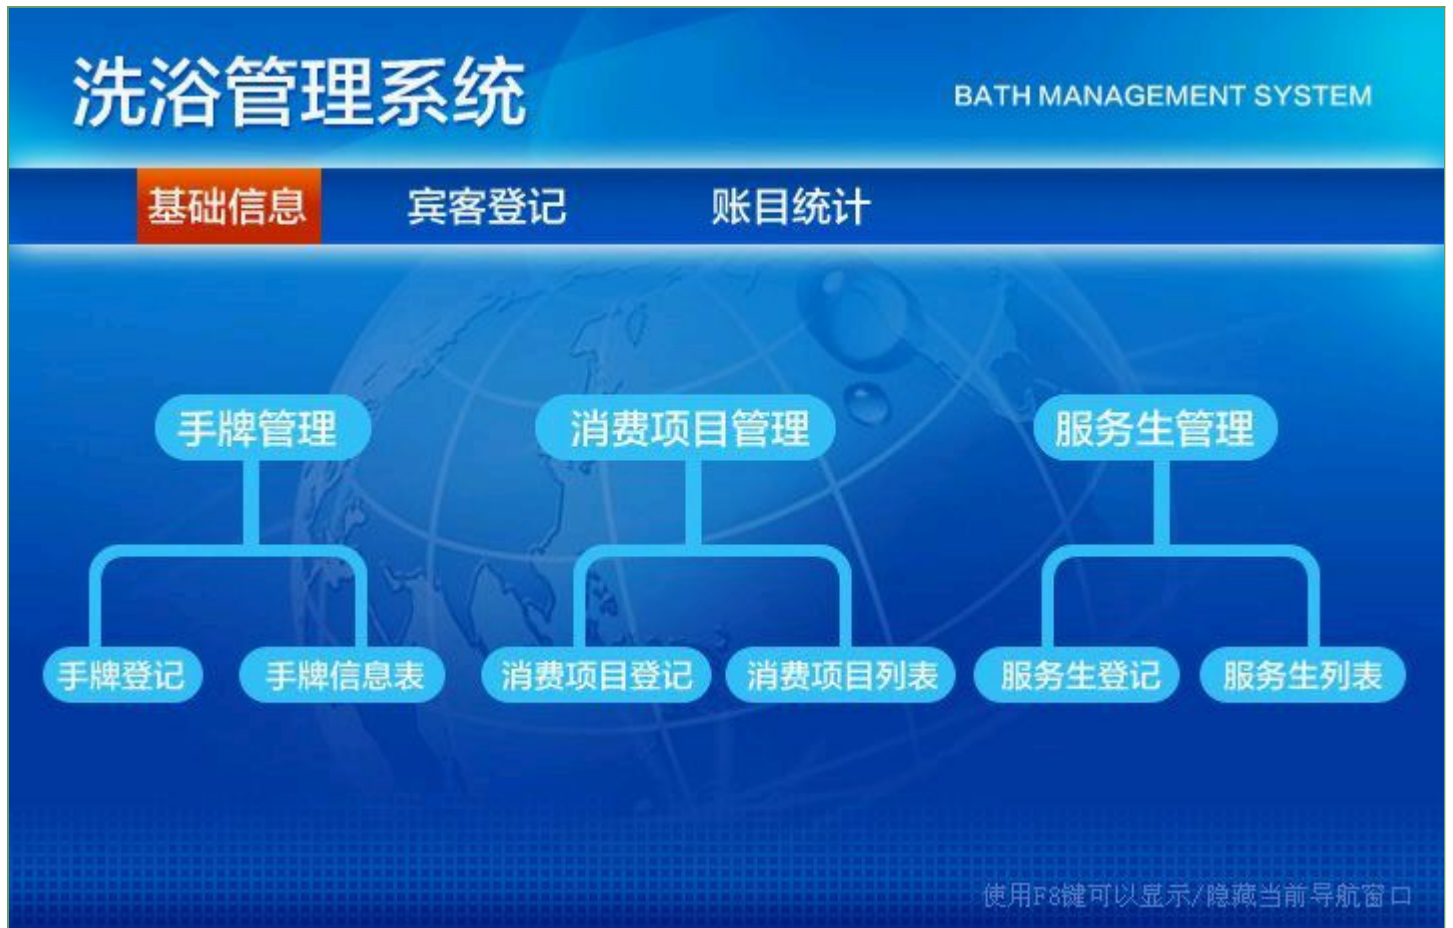 洗浴管理系统
BATH MANAGEMENT SYSTEM
基础信息 宾客登记 账目统计
手牌管理 消费项目管理 服务生管理
手牌登记 手牌信息表 消费项目登记 消费项目列表 服务生登记 服务生列表
使用F8键可以显示/隐藏当前导航窗口